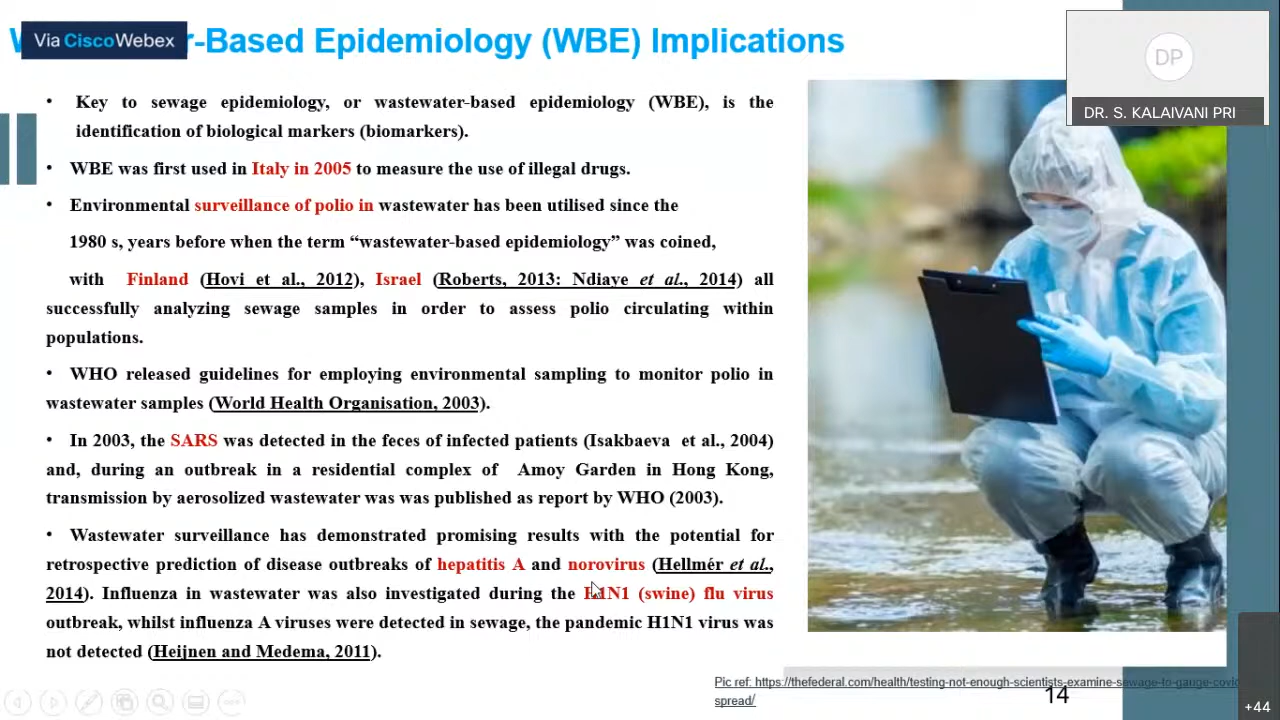 Via CiscoWebex
r-Based Epidemiology (WBE) Implications
DP
DR. S. KALAIVANI PRI
• Key to sewage epidemiology, or wastewater-based epidemiology (WBE), is the
identification of biological markers (biomarkers).
• WBE was first used in Italy in 2005 to measure the use of illegal drugs.
• Environmental surveillance of polio in wastewater has been utilised since the
1980 s, years before when the term “wastewater-based epidemiology” was coined,
with Finland (Hovi et al., 2012), Israel (Roberts, 2013: Ndiaye et al., 2014) all
successfully analyzing sewage samples in order to assess polio circulating within
populations.
• WHO released guidelines for employing environmental sampling to monitor polio in
wastewater samples (World Health Organisation, 2003).
• In 2003, the SARS was detected in the feces of infected patients (Isakbaeva et al., 2004)
and, during an outbreak in a residential complex of Amoy Garden in Hong Kong,
transmission by aerosolized wastewater was was published as report by WHO (2003).
• Wastewater surveillance has demonstrated promising results with the potential for
retrospective prediction of disease outbreaks of hepatitis A and norovirus (Hellmér et al.,
2014). Influenza in wastewater was also investigated during the H1N1 (swine) flu virus
outbreak, whilst influenza A viruses were detected in sewage, the pandemic H1N1 virus was
not detected (Heijnen and Medema, 2011).
Pic ref: https://thefederal.com/health/testing-not-enough-scientists-examine-sewage-to-gauge-covi
spread/
14
+44